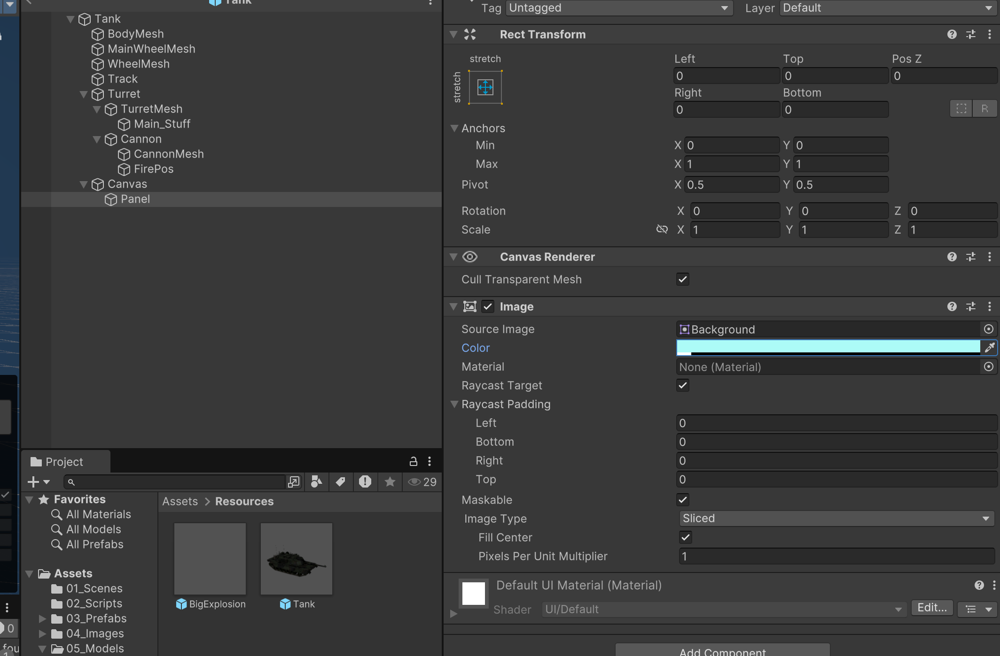 Tank
Tank
BodyMesh
MainWheelMesh
WheelMesh
Track
Turret
TurretMesh
Main_Stuff
Cannon
CannonMesh
FirePos
Canvas
Panel
Project
29
Favorites
All Materials
All Models
All Prefabs
Assets
01_Scenes
02_Scripts
03_Prefabs
04_Images
05_Models
Assets > Resources
BigExplosion
Tank
0
fou
Tag Untagged Layer Default
Rect Transform
stretch
stretch
Left Top Pos Z
0 0 0
Right Bottom
0 0
R
Anchors
Min X 0 Y 0
Max X 1 Y 1
Pivot X 0.5 Y 0.5
Rotation X 0 Y 0 Z 0
Scale X 1 Y 1 Z 1
Canvas Renderer
Cull Transparent Mesh
Image
Source Image Background
Color
Material None (Material)
Raycast Target
Raycast Padding
Left 0
Bottom 0
Right 0
Top 0
Maskable
Image Type Sliced
Fill Center
Pixels Per Unit Multiplier 1
Default UI Material (Material)
Shader UI/Default Edit...
Add Component